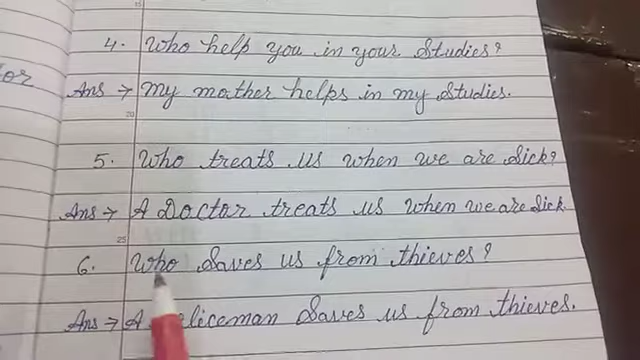 4. Who help you in your studies?
Ans → My mother helps in my studies.
5. Who treats us when we are sick?
Ans → A Doctor treats us when we are sick.
6. Who saves us from thieves?
Ans → A liceman saves us from thieves.